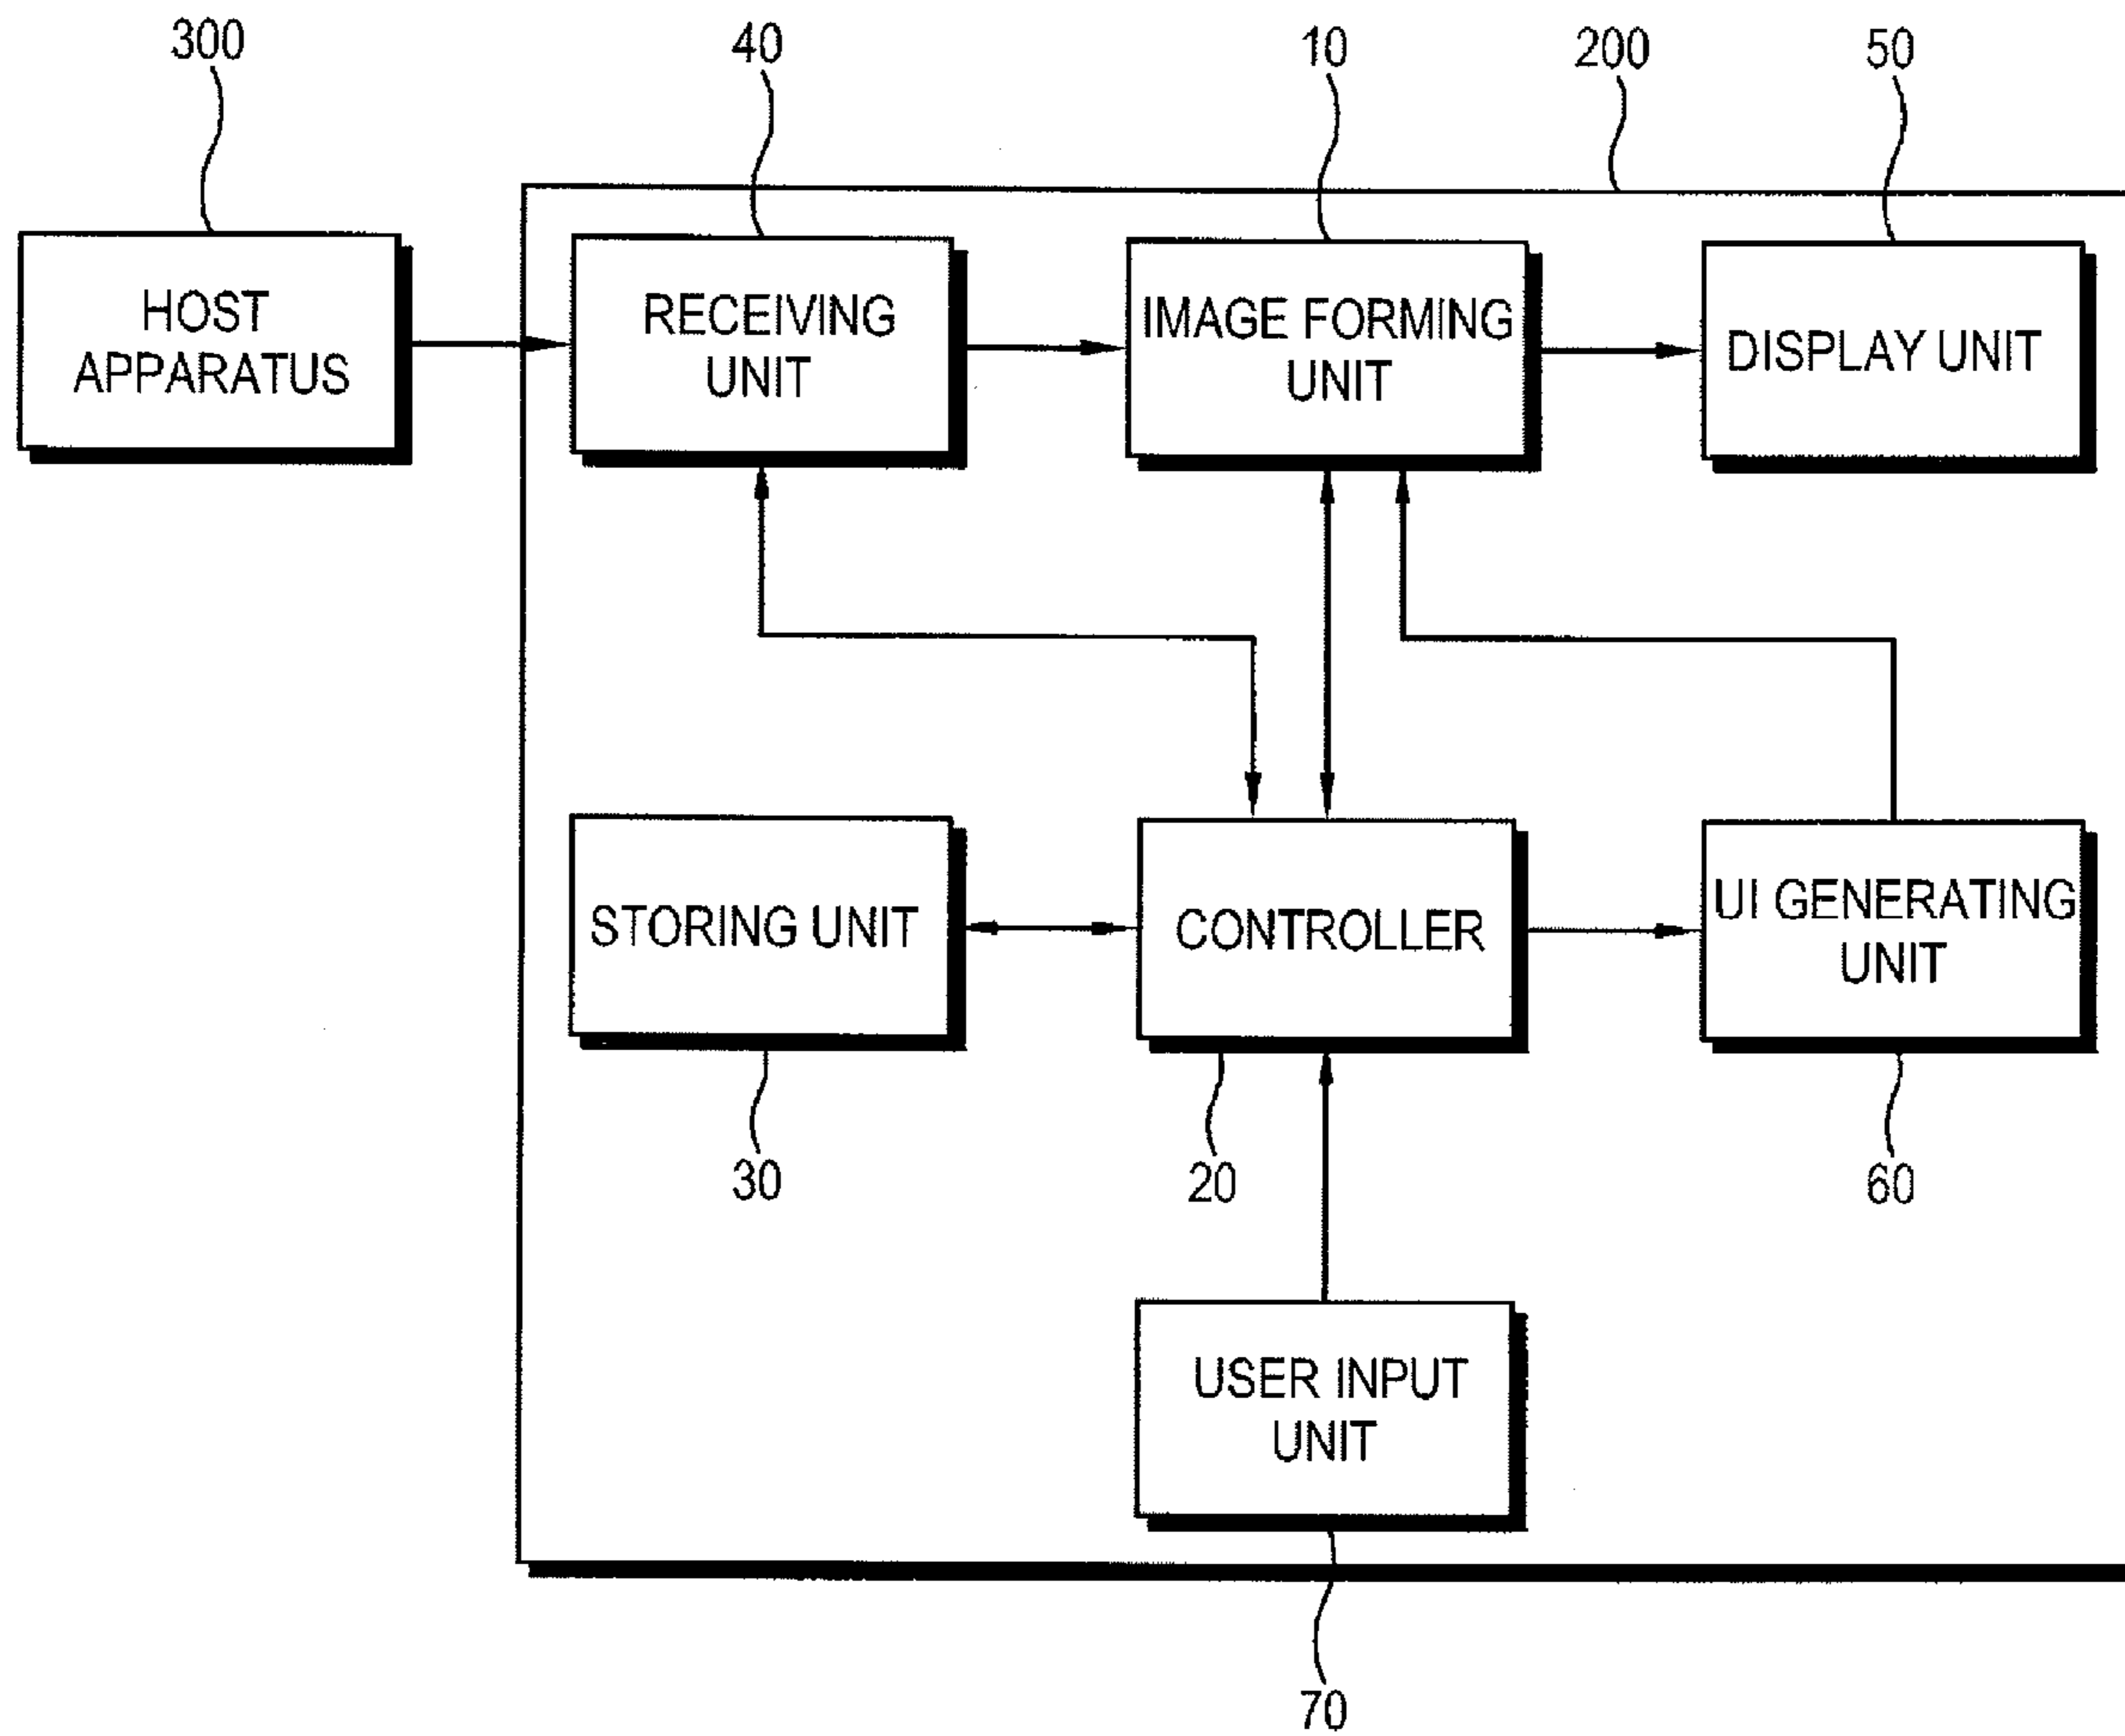 300
40
10
200
50
HOST
APPARATUS
RECEIVING
UNIT
IMAGE FORMING
UNIT
DISPLAY UNIT
STORING UNIT
CONTROLLER
UI GENERATING
UNIT
30
20
60
USER INPUT
UNIT
70